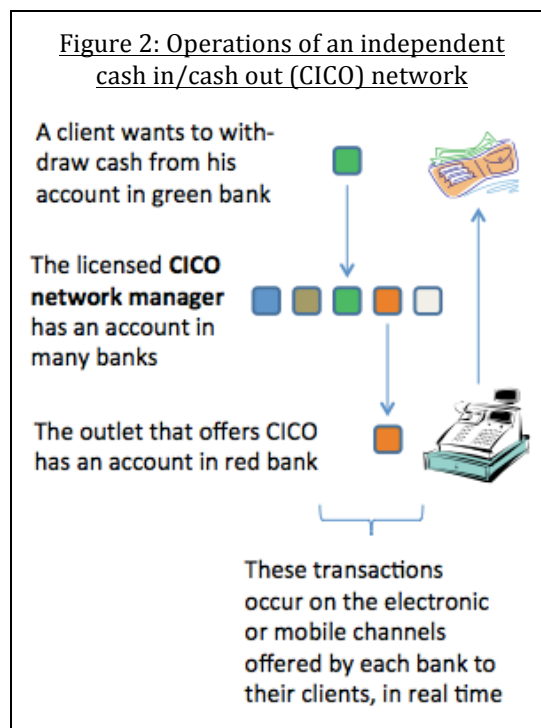 Figure 2: Operations of an independent
cash in/cash out (CICO) network
A client wants to with-
draw cash from his
account in green bank
The licensed CICO
network manager
has an account in
many banks
The outlet that offers CICO
has an account in red bank
These transactions
occur on the electronic
or mobile channels
offered by each bank to
their clients, in real time